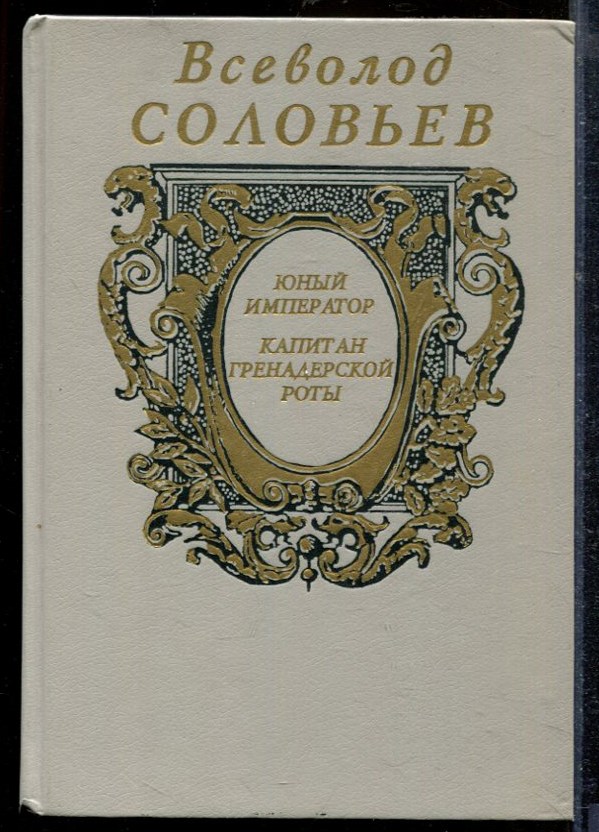 Всеволод
СОЛОВЬЕВ
ЮНЫЙ
ИМПЕРАТОР
КАПИТАН
ГРЕНАДЕРСКОЙ
РОТЫ